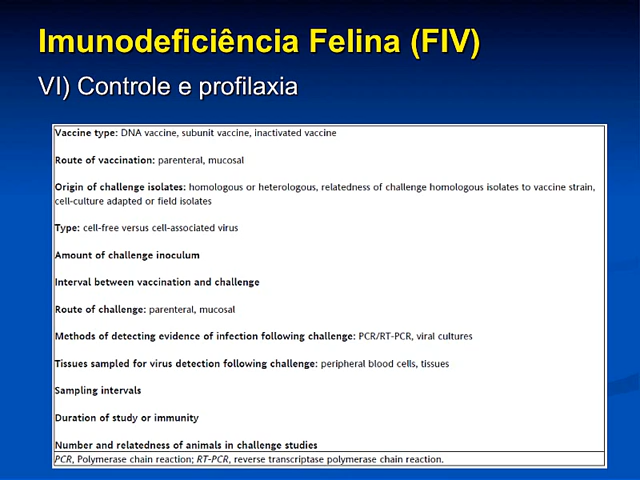 Imunodeficiência Felina (FIV)
VI) Controle e profilaxia
Vaccine type: DNA vaccine, subunit vaccine, inactivated vaccine
Route of vaccination: parenteral, mucosal
Origin of challenge isolates: homologous or heterologous, relatedness of challenge homologous isolates to vaccine strain,
cell-culture adapted or field isolates
Type: cell-free versus cell-associated virus
Amount of challenge inoculum
Interval between vaccination and challenge
Route of challenge: parenteral, mucosal
Methods of detecting evidence of infection following challenge: PCR/RT-PCR, viral cultures
Tissues sampled for virus detection following challenge: peripheral blood cells, tissues
Sampling intervals
Duration of study or immunity
Number and relatedness of animals in challenge studies
PCR, Polymerase chain reaction; RT-PCR, reverse transcriptase polymerase chain reaction.